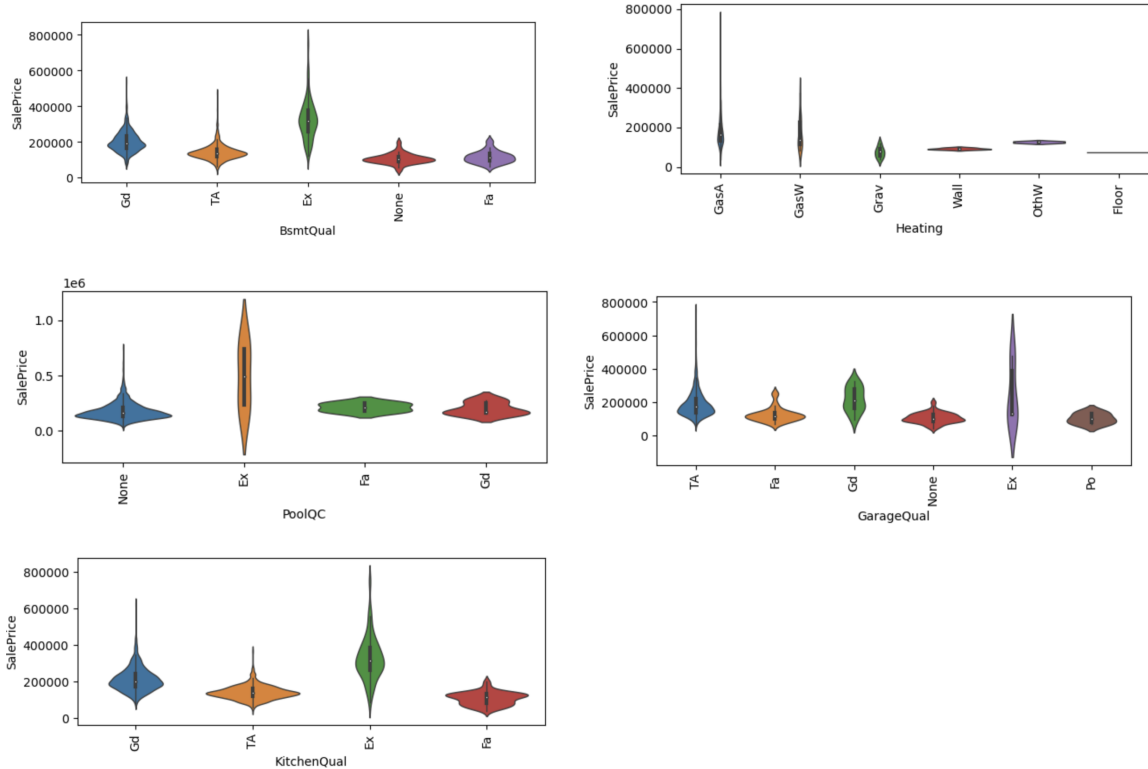 800000
600000
400000
200000
0
SalePrice
Gd
TA
Ex
None
Fa
BsmtQual
800000
600000
400000
200000
0
SalePrice
GasA
GasW
Grav
Wall
OthW
Floor
Heating
1e6
1.0
0.5
0.0
SalePrice
None
Ex
Fa
Gd
PoolQC
800000
600000
400000
200000
0
SalePrice
TA
Fa
Gd
None
Ex
Po
GarageQual
800000
600000
400000
200000
0
SalePrice
Gd
TA
Ex
Fa
KitchenQual